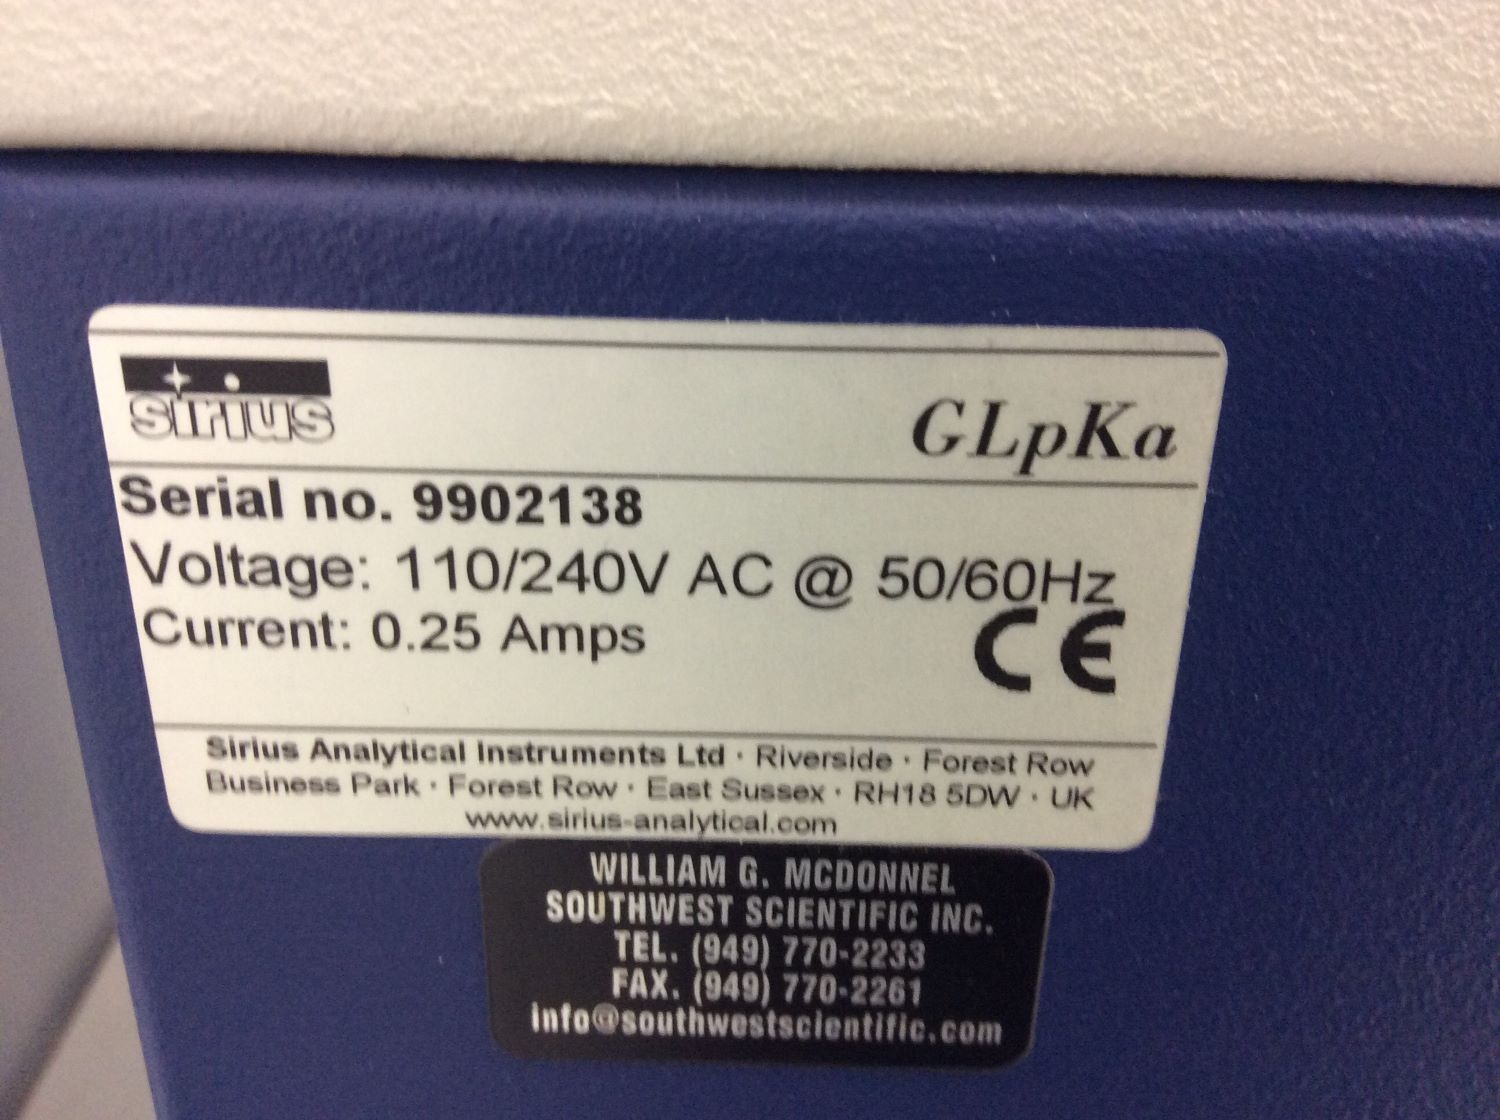 sirius
GLpKa
Serial no. 9902138
Voltage: 110/240V AC @ 50/60Hz
Current: 0.25 Amps
CE
Sirius Analytical Instruments Ltd · Riverside · Forest Row
Business Park · Forest Row · East Sussex · RH18 5DW · UK
www.sirius-analytical.com
WILLIAM G. MCDONNEL
SOUTHWEST SCIENTIFIC INC.
TEL. (949) 770-2233
FAX. (949) 770-2261
info@southwestscientific.com